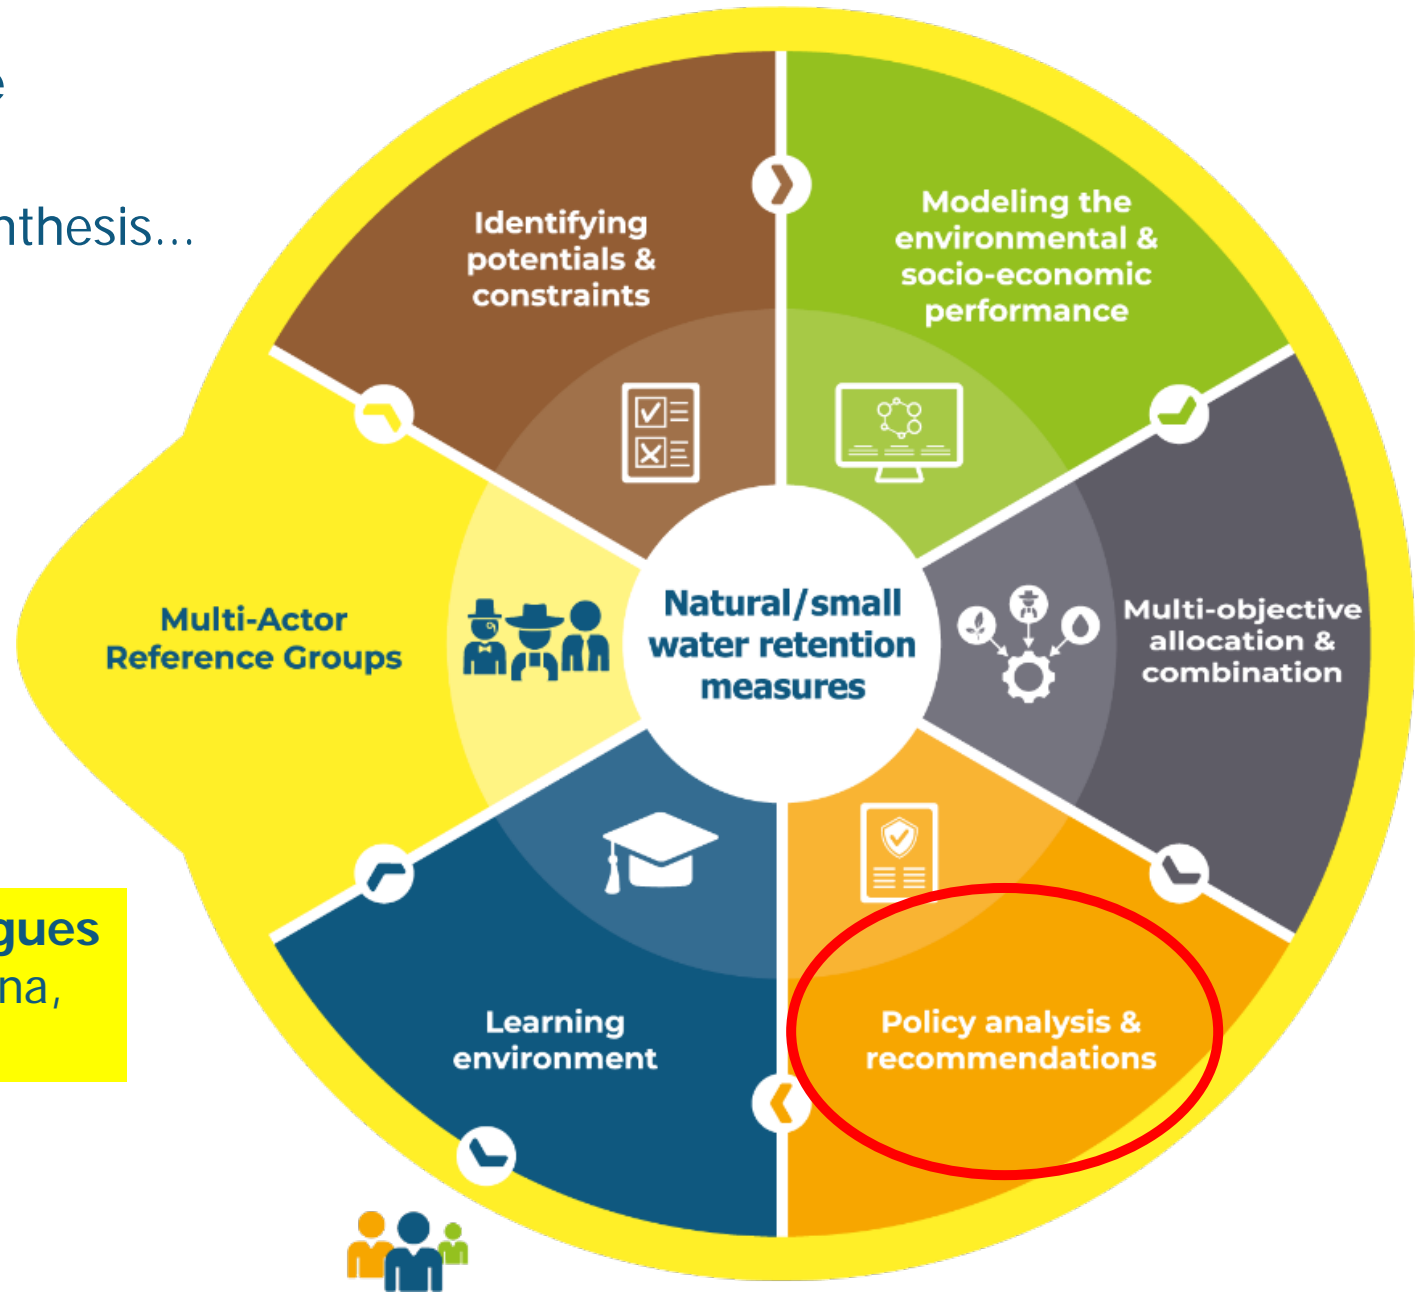 e
nthesis...
Identifying
potentials &
constraints
Modeling the
environmental &
socio-economic
performance
Multi-Actor
Reference Groups
Natural/small
water retention
measures
Multi-objective
allocation &
combination
gues
na,
Learning
environment
Policy analysis &
recommendations